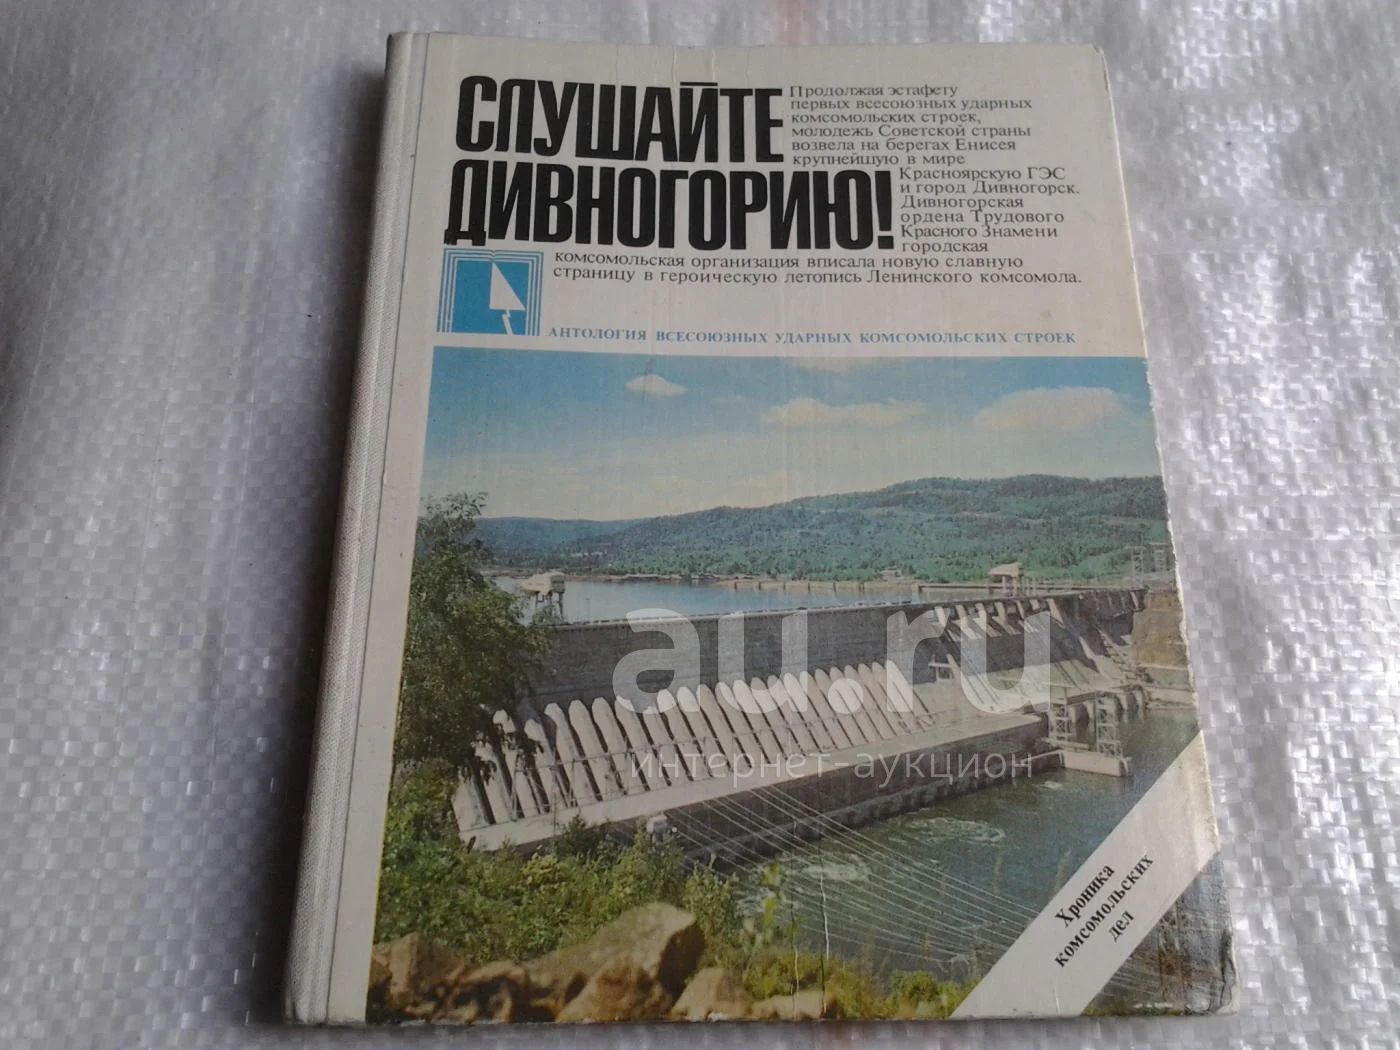 СЛУШАЙТЕ
ДИВНОГОРИЮ!
Продолжая эстафету
первых всесоюзных ударных
комсомольских строек,
молодежь Советской страны
возвела на берегах Енисея
крупнейшую в мире
Красноярскую ГЭС
и город Дивногорск.
Дивногорская
ордена Трудового
Красного Знамени
городская
комсомольская организация вписала новую славную
страницу в героическую летопись Ленинского комсомола.
АНТОЛОГИЯ ВСЕСОЮЗНЫХ УДАРНЫХ КОМСОМОЛЬСКИХ СТРОЕК
au.ru
интернет-аукцион
Хроника
комсомольских
дел